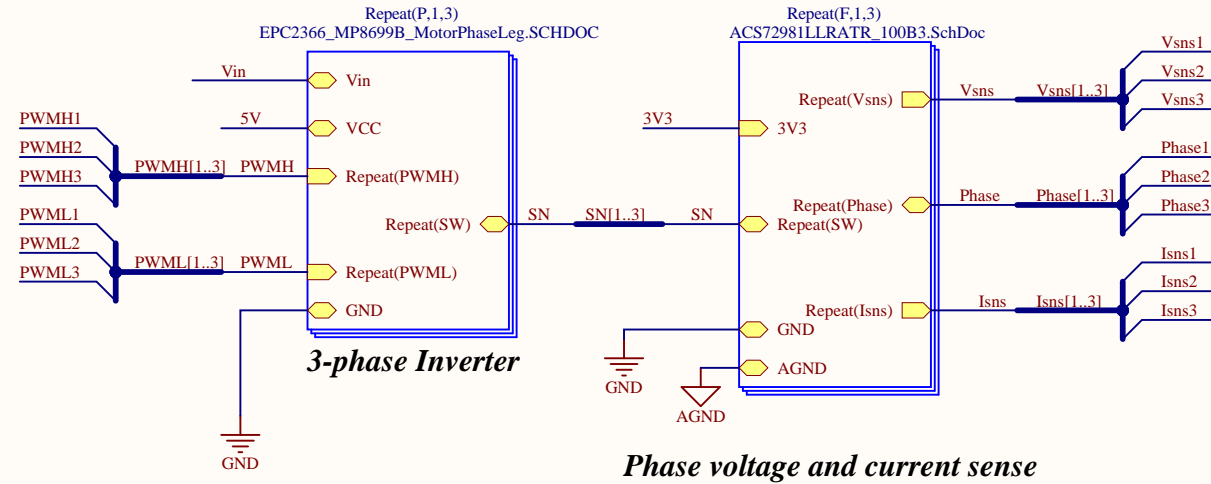 Repeat(P,1,3)
EPC2366_MP8699B_MotorPhaseLeg.SCHDOC
Vin
Vin
5V
VCC
PWMH1
PWMH2
PWMH3
PWMH[1..3]
PWMH
Repeat(PWMH)
Repeat(SW)
PWML1
PWML2
PWML3
PWML[1..3]
PWML
Repeat(PWML)
GND
GND
3-phase Inverter
SN
SN[1..3]
SN
Repeat(F,1,3)
ACS72981LLRATR_100B3.SchDoc
3V3
3V3
Repeat(Vsns)
Vsns
Vsns[1..3]
Vsns1
Vsns2
Vsns3
Repeat(Phase)
Repeat(SW)
Phase
Phase[1..3]
Phase1
Phase2
Phase3
Repeat(Isns)
Isns
Isns[1..3]
Isns1
Isns2
Isns3
GND
GND
AGND
AGND
Phase voltage and current sense